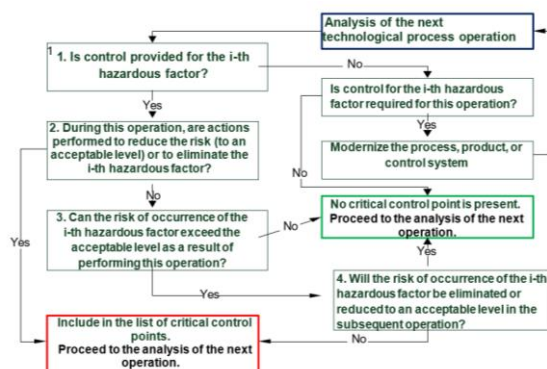 Analysis of the next
technological process operation
1
1. Is control provided for the i-th
hazardous factor?
No
Is control for the i-th hazardous
factor required for this operation?
Yes
No
Yes
2. During this operation, are actions
performed to reduce the risk (to an
acceptable level) or to eliminate the
i-th hazardous factor?
Modernize the process, product, or
control system
No
No critical control point is present.
Proceed to the analysis of the next
operation.
3. Can the risk of occurrence of the
i-th hazardous factor exceed the
acceptable level as a result of
performing this operation?
No
Yes
Yes
4. Will the risk of occurrence of the i-th
hazardous factor be eliminated or
reduced to an acceptable level in the
subsequent operation?
Yes
Include in the list of critical control
points.
Proceed to the analysis of the next
operation.
No